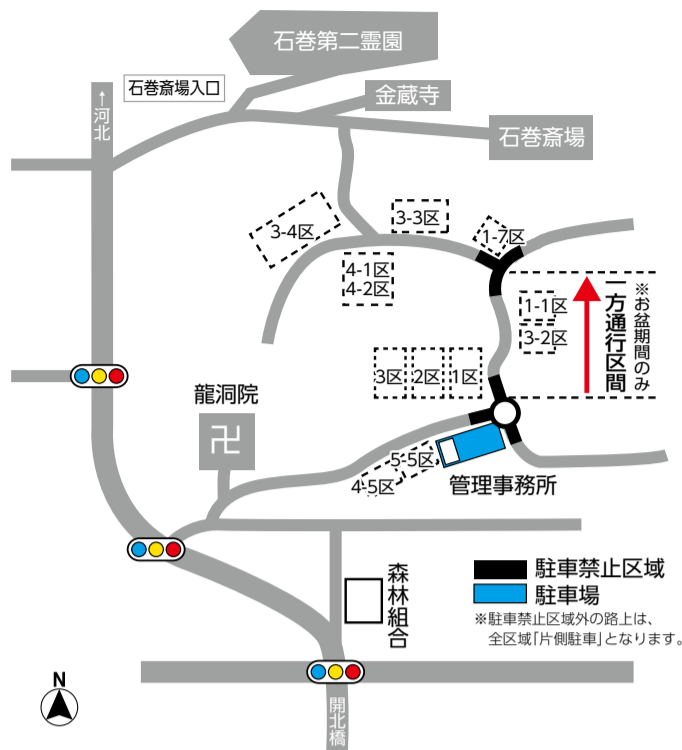 石巻第二霊園
石巻斎場入口
金蔵寺
↑河北
石巻斎場
3-3区
3-4区
1-7区
4-1区
4-2区
1-1区
3-2区
一方通行区間
※お盆期間のみ
3区
2区
1区
龍洞院
卍
5-5区
4-5区
管理事務所
森林組合
駐車禁止区域
駐車場
※駐車禁止区域外の路上は、
全区域「片側駐車」となります。
N
開北橋